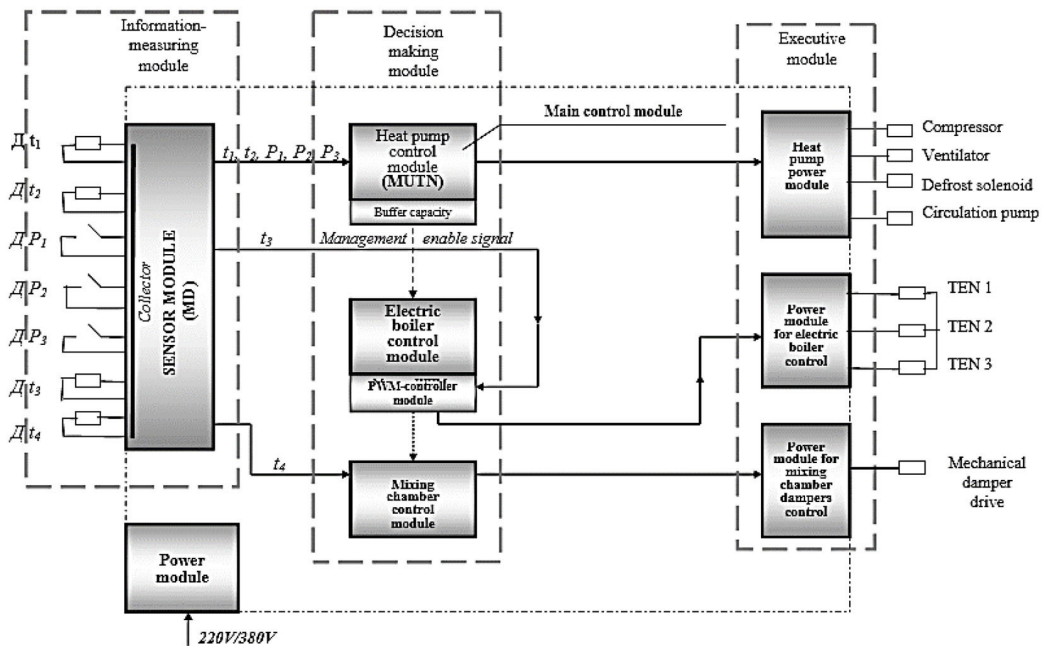 Information-
measuring
module
Decision
making
module
Executive
module
Main control module
Д t₁
Д t₂
Д P₁
Д P₂
Д P₃
Д t₃
Д t₄
Collector
SENSOR MODULE
(MD)
t₁, t₂, P₁, P₂, P₃
Heat pump
control
module
(MUTN)
Buffer capacity
t₃ Management enable signal
Electric
boiler
control
module
PWM-controller
module
t₄
Mixing
chamber
control
module
Heat
pump
power
module
Compressor
Ventilator
Defrost solenoid
Circulation pump
Power
module
for electric
boiler
control
TEN 1
TEN 2
TEN 3
Power
module for
mixing
chamber
dampers
control
Mechanical
damper
drive
Power
module
220V/380V